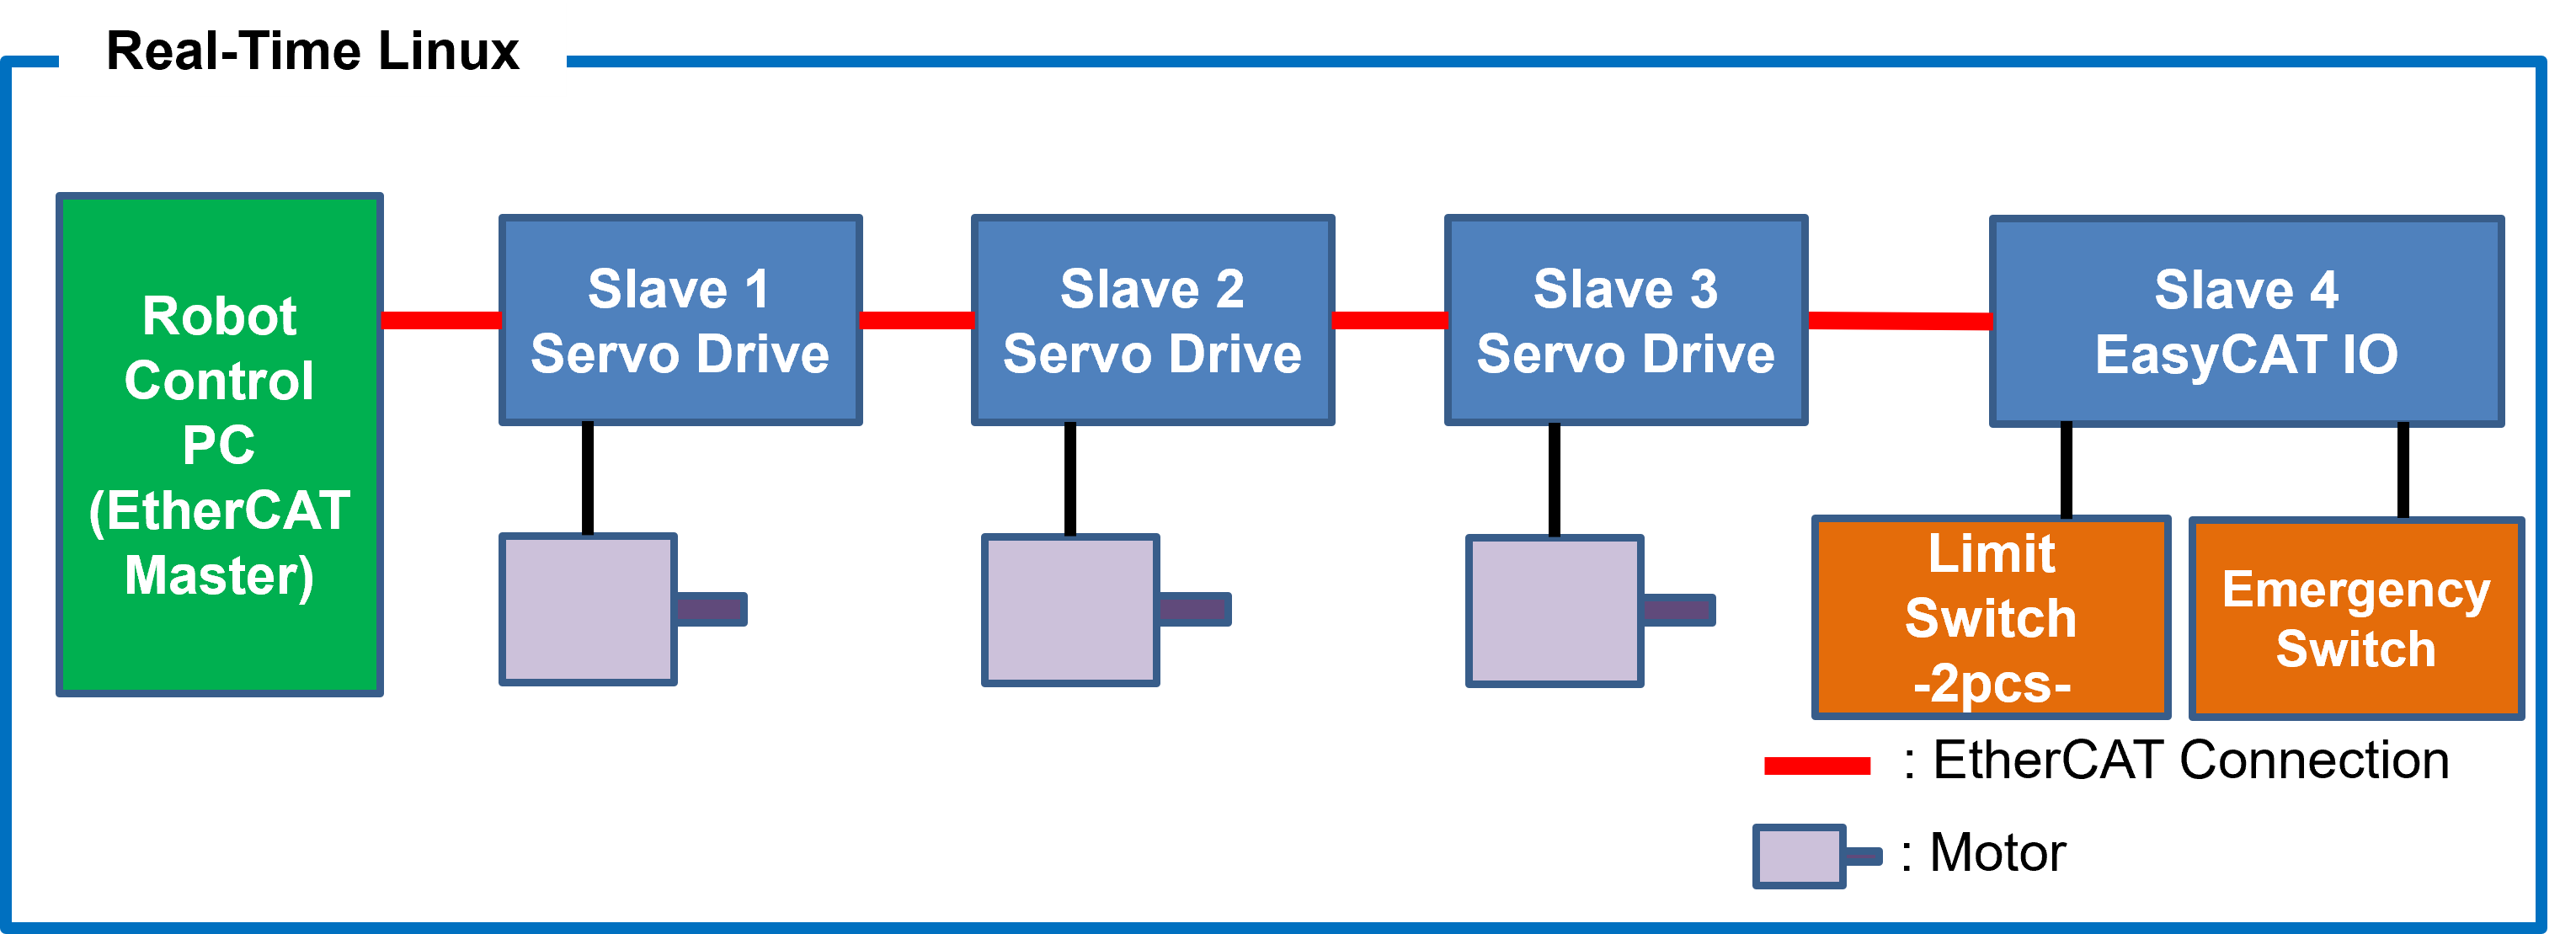 Real-Time Linux
Robot
Control
PC
(EtherCAT
Master)
Slave 1
Servo Drive
Slave 2
Servo Drive
Slave 3
Servo Drive
Slave 4
EasyCAT IO
Limit
Switch
-2pcs-
Emergency
Switch
: EtherCAT Connection
: Motor